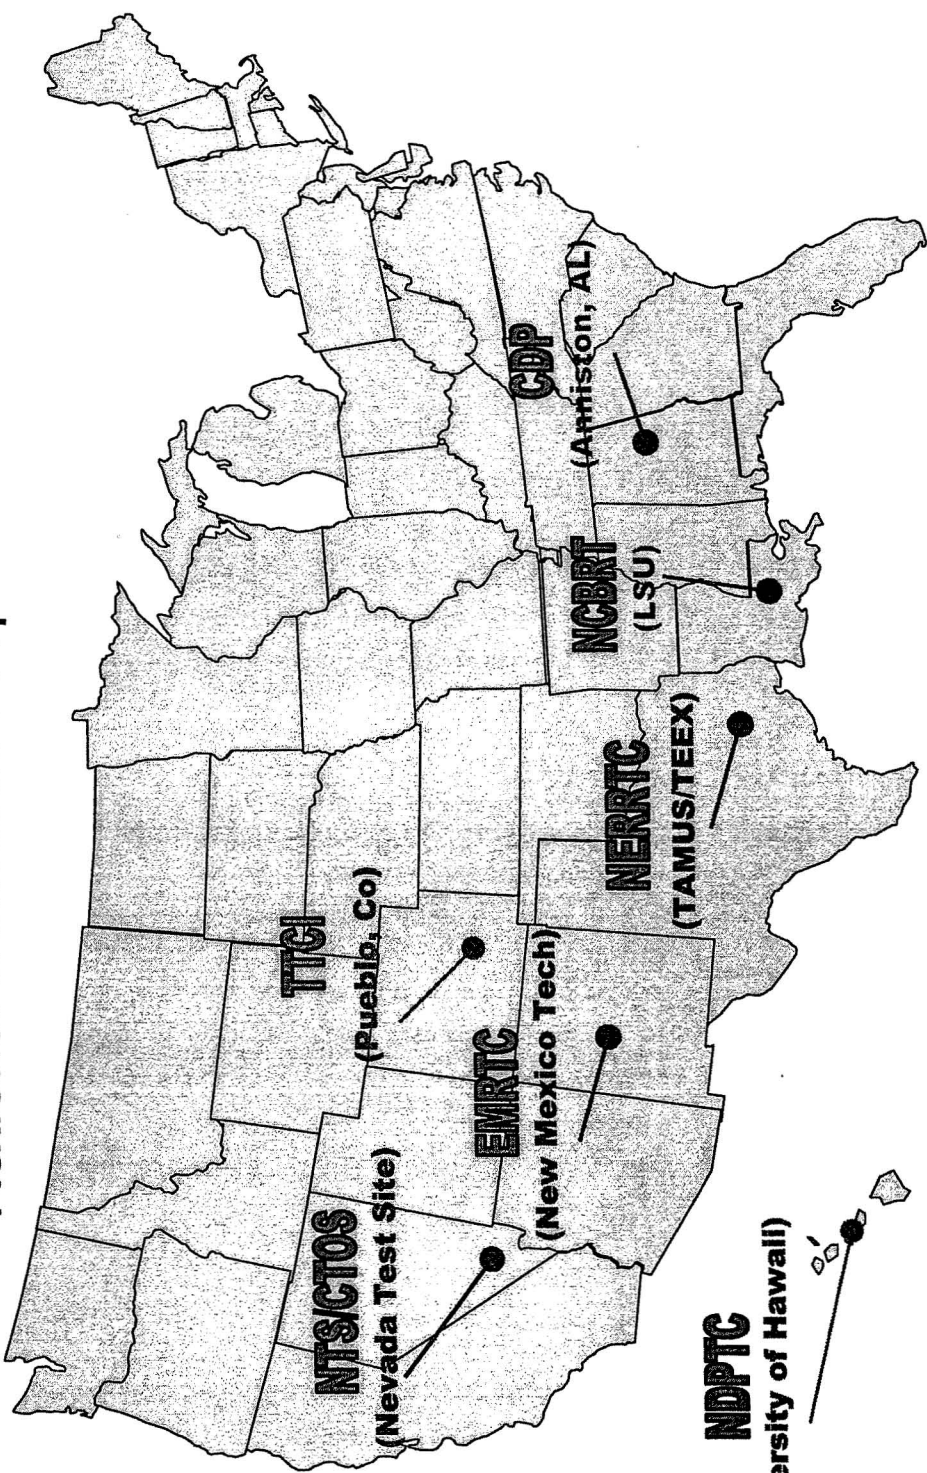 TTCI
(Pueblo, Co)
NTS/CTOS
(Nevada Test Site)
EMRTC
(New Mexico Tech)
CDP
(Anniston, AL)
NCBRT
(LSU)
NERRTC
(TAMUS/TEEX)
NDPTC
ersity of Hawaii)